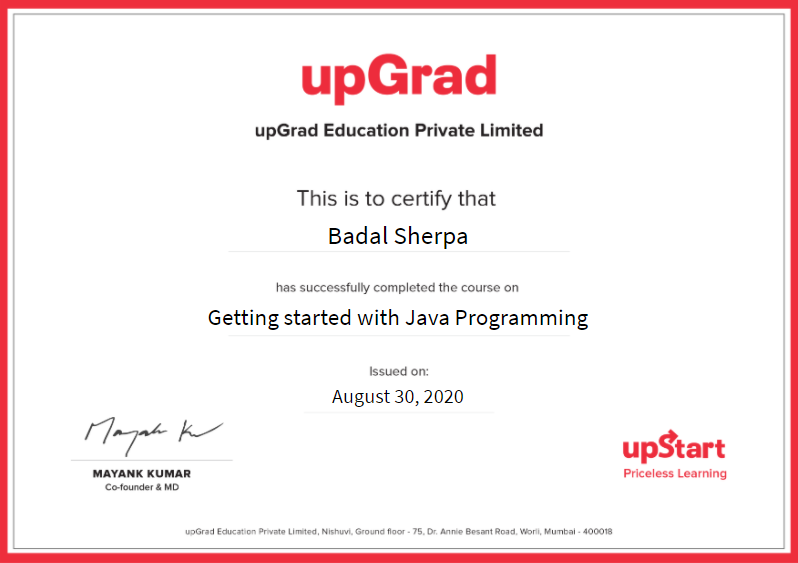 upGrad
upGrad Education Private Limited
This is to certify that
Badal Sherpa
has successfully completed the course on
Getting started with Java Programming
Issued on:
August 30, 2020
Mayank Ku
MAYANK KUMAR
Co-founder & MD
upStart
Priceless Learning
upGrad Education Private Limited, Nishuvi, Ground floor - 75, Dr. Annie Besant Road, Worli, Mumbai - 400018